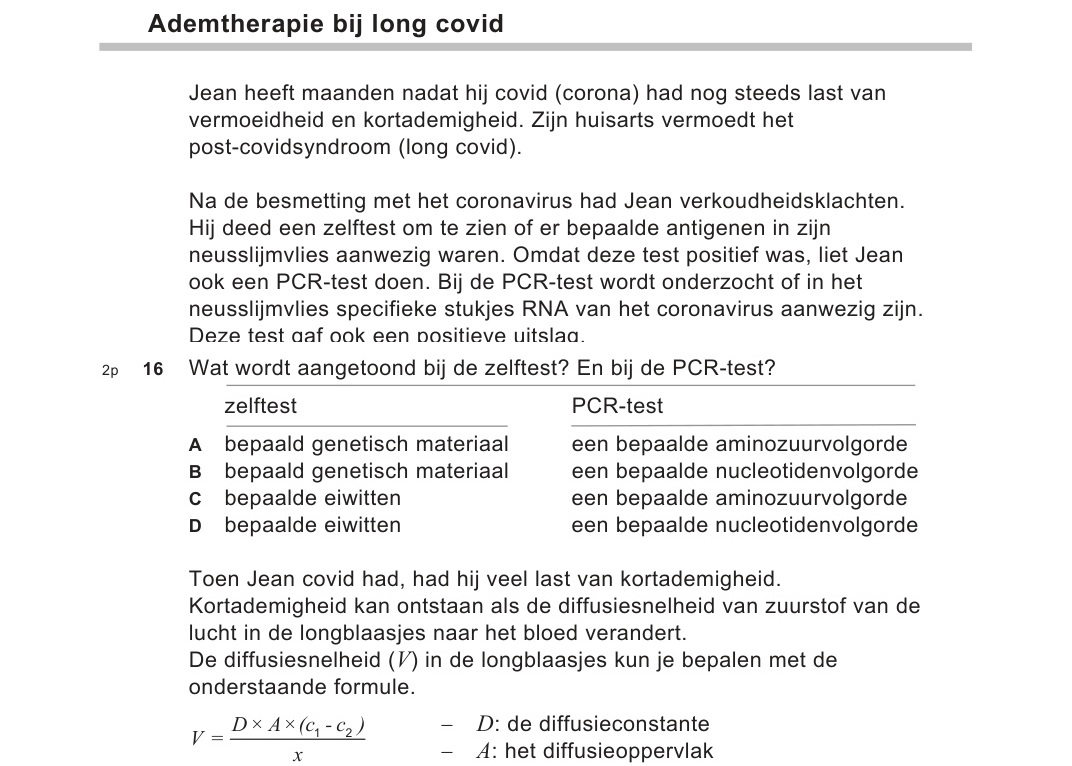 Ademtherapie bij long covid
Jean heeft maanden nadat hij covid (corona) had nog steeds last van
vermoeidheid en kortademigheid. Zijn huisarts vermoedt het
post-covidsyndroom (long covid).
Na de besmetting met het coronavirus had Jean verkoudheidsklachten.
Hij deed een zelftest om te zien of er bepaalde antigenen in zijn
neusslijmvlies aanwezig waren. Omdat deze test positief was, liet Jean
ook een PCR-test doen. Bij de PCR-test wordt onderzocht of in het
neusslijmvlies specifieke stukjes RNA van het coronavirus aanwezig zijn.
Deze test gaf ook een positieve uitslag.
2p 16 Wat wordt aangetoond bij de zelftest? En bij de PCR-test?
zelftest PCR-test
A bepaald genetisch materiaal een bepaalde aminozuurvolgorde
B bepaald genetisch materiaal een bepaalde nucleotidenvolgorde
C bepaalde eiwitten een bepaalde aminozuurvolgorde
D bepaalde eiwitten een bepaalde nucleotidenvolgorde
Toen Jean covid had, had hij veel last van kortademigheid.
Kortademigheid kan ontstaan als de diffusiesnelheid van zuurstof van de
lucht in de longblaasjes naar het bloed verandert.
De diffusiesnelheid (V) in de longblaasjes kun je bepalen met de
onderstaande formule.
V = D × A × (c₁ - c₂) / x – D: de diffusieconstante
– A: het diffusieoppervlak